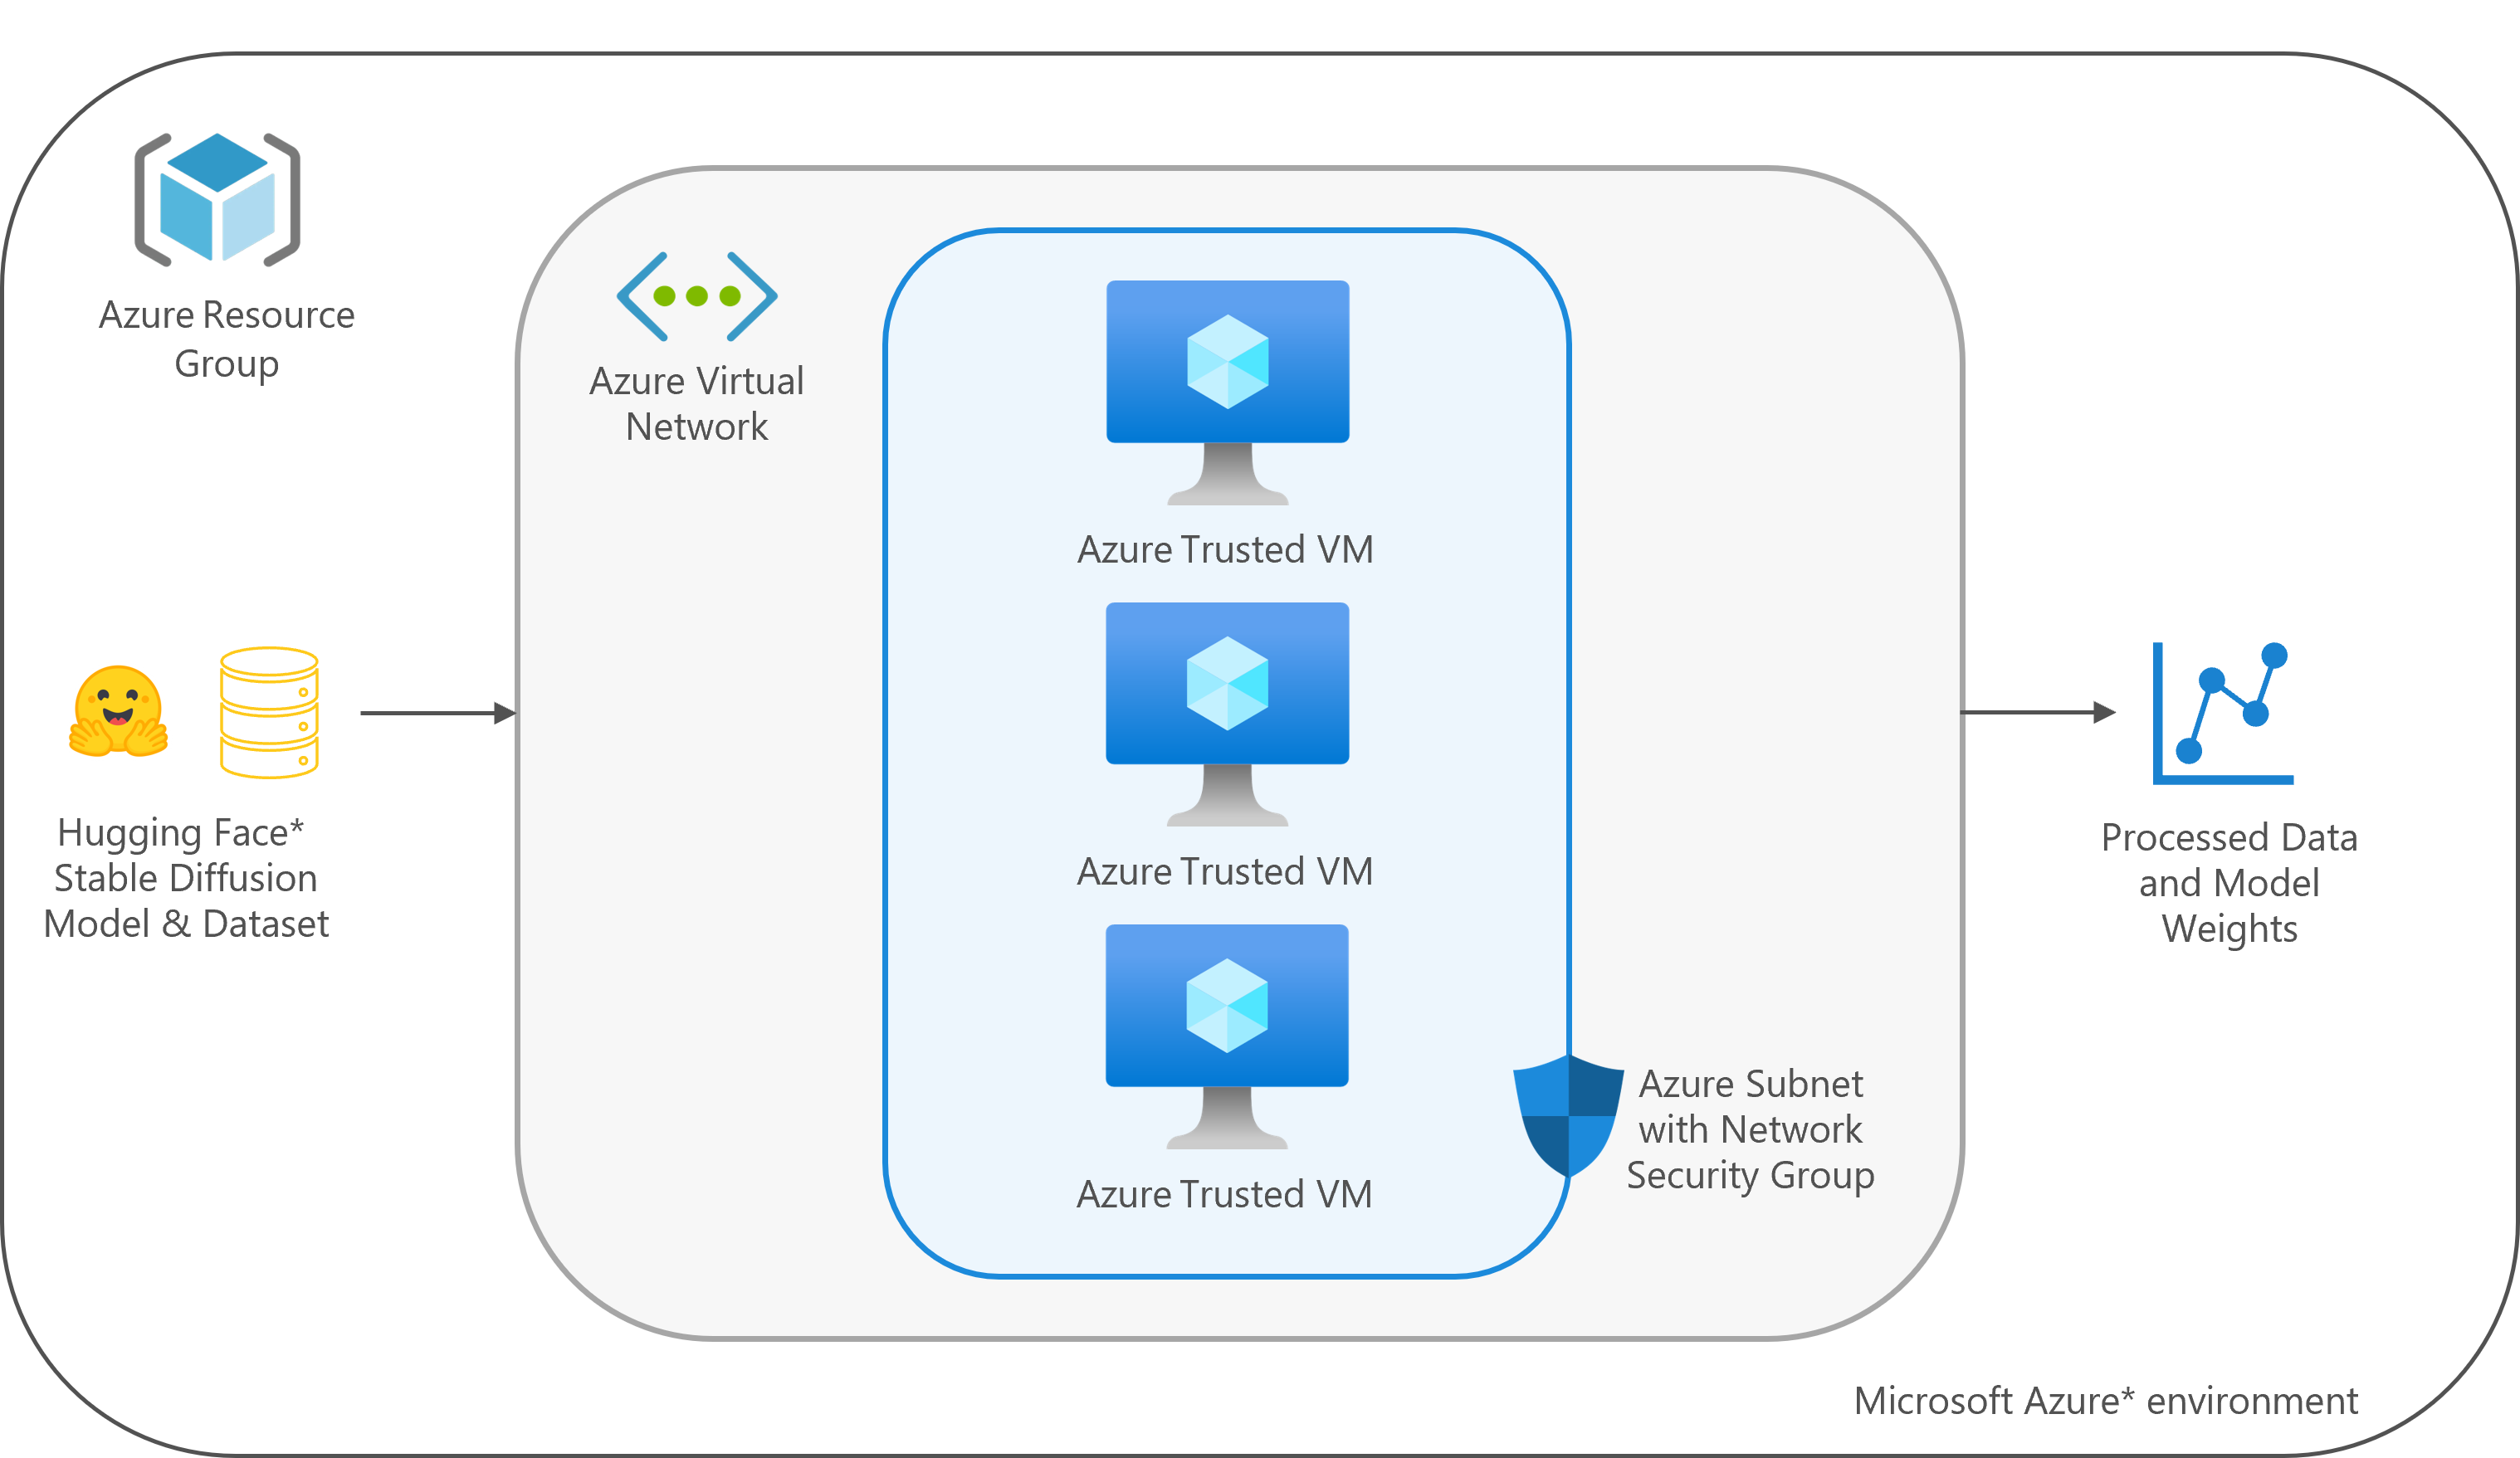 Azure Resource
Group
Azure Virtual
Network
Azure Trusted VM
Azure Trusted VM
Azure Trusted VM
Hugging Face*
Stable Diffusion
Model & Dataset
Processed Data
and Model
Weights
Azure Subnet
with Network
Security Group
Microsoft Azure* environment